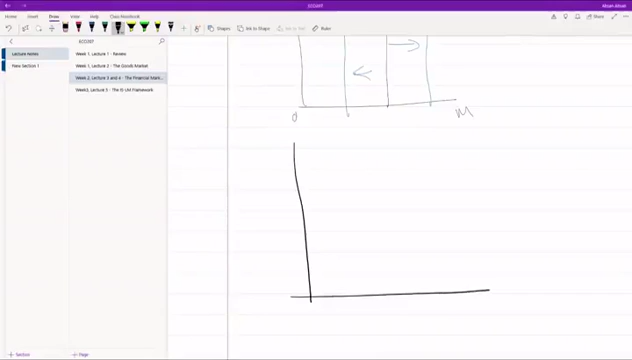 ECO207
Home Insert Draw View Help Class Notebook
Shapes Ink to Shape Ruler
Share
Lecture Notes
New Section 1
Week 1, Lecture 1 - Review
Week 1, Lecture 2 - The Goods Market
Week 2, Lecture 3 and 4 - The Financial Mark...
Week3, Lecture 5 - The IS LM Framework
0
M
+ Section
+ Page